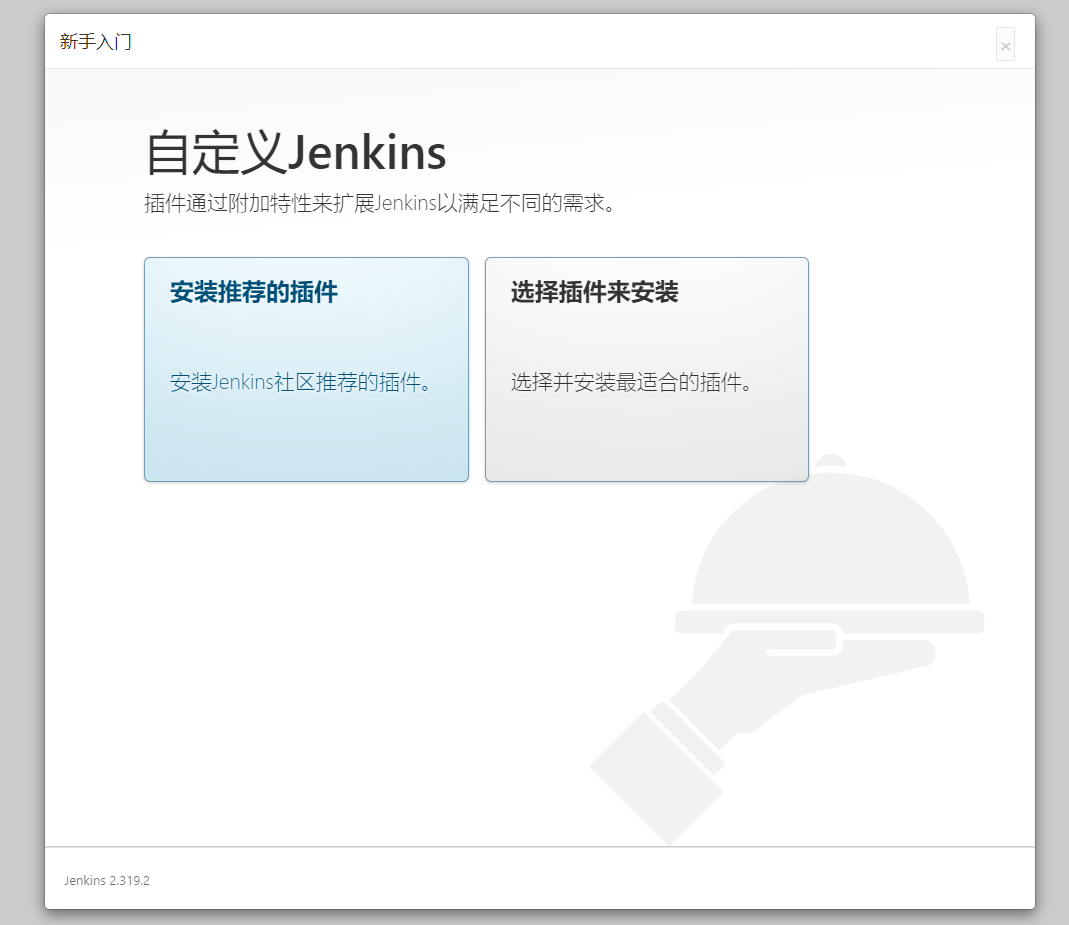 新手入门
×
自定义Jenkins
插件通过附加特性来扩展Jenkins以满足不同的需求。
安装推荐的插件
安装Jenkins社区推荐的插件。
选择插件来安装
选择并安装最适合的插件。
Jenkins 2.319.2